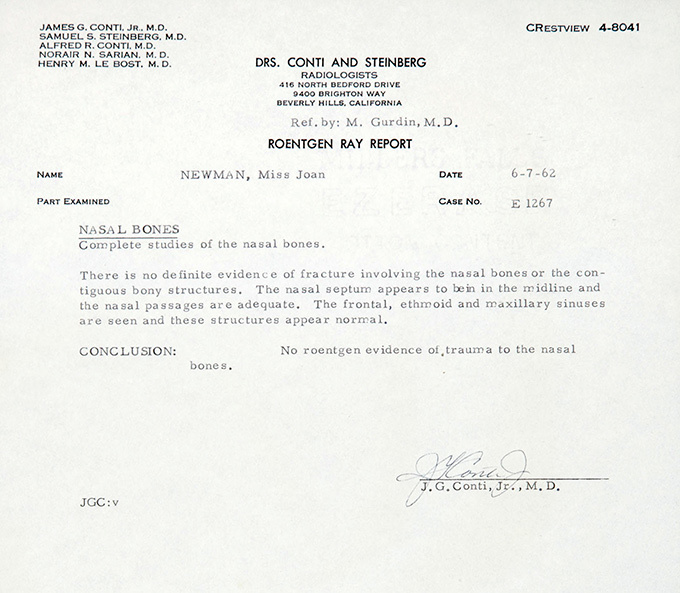 JAMES G. CONTI, JR., M.D.
SAMUEL S. STEINBERG, M.D.
ALFRED R. CONTI, M.D.
NORAIR N. SARIAN, M. D.
HENRY M. LE BOST, M. D.
CRESTVIEW 4-8041
DRS. CONTI AND STEINBERG
RADIOLOGISTS
416 NORTH BEDFORD DRIVE
9400 BRIGHTON WAY
BEVERLY HILLS, CALIFORNIA
Ref. by: M. Gurdin, M.D.
ROENTGEN RAY REPORT
NAME NEWMAN, Miss Joan DATE 6-7-62
PART EXAMINED CASE NO. E 1267
NASAL BONES
Complete studies of the nasal bones.
There is no definite evidence of fracture involving the nasal bones or the con-
tiguous bony structures. The nasal septum appears to be in the midline and
the nasal passages are adequate. The frontal, ethmoid and maxillary sinuses
are seen and these structures appear normal.
CONCLUSION: No roentgen evidence of trauma to the nasal
bones.
J G Conti Jr
J. G. Conti, Jr., M.D.
JGC:v